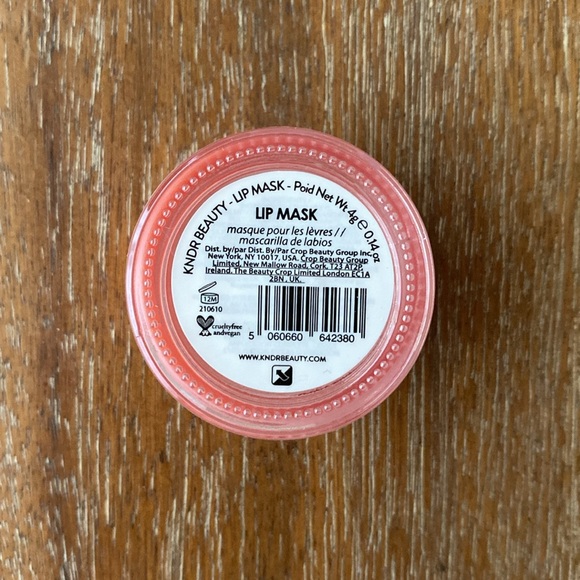 KNDR BEAUTY - LIP MASK - Poid Net Wt. 4g ℮ 0.14 oz
LIP MASK
masque pour les lèvres //
mascarilla de labios
Dist. by/par Dist. By/Par Crop Beauty Group Inc.
New York, NY, 10017, USA. Crop Beauty Group
Limited, New Mallow Road, Cork, T23 AT2P,
Ireland. The Beauty Crop Limited London EC1A
2BN, UK.
12M
210610
crueltyfree
andvegan
5 060660 642380
WWW.KNDRBEAUTY.COM